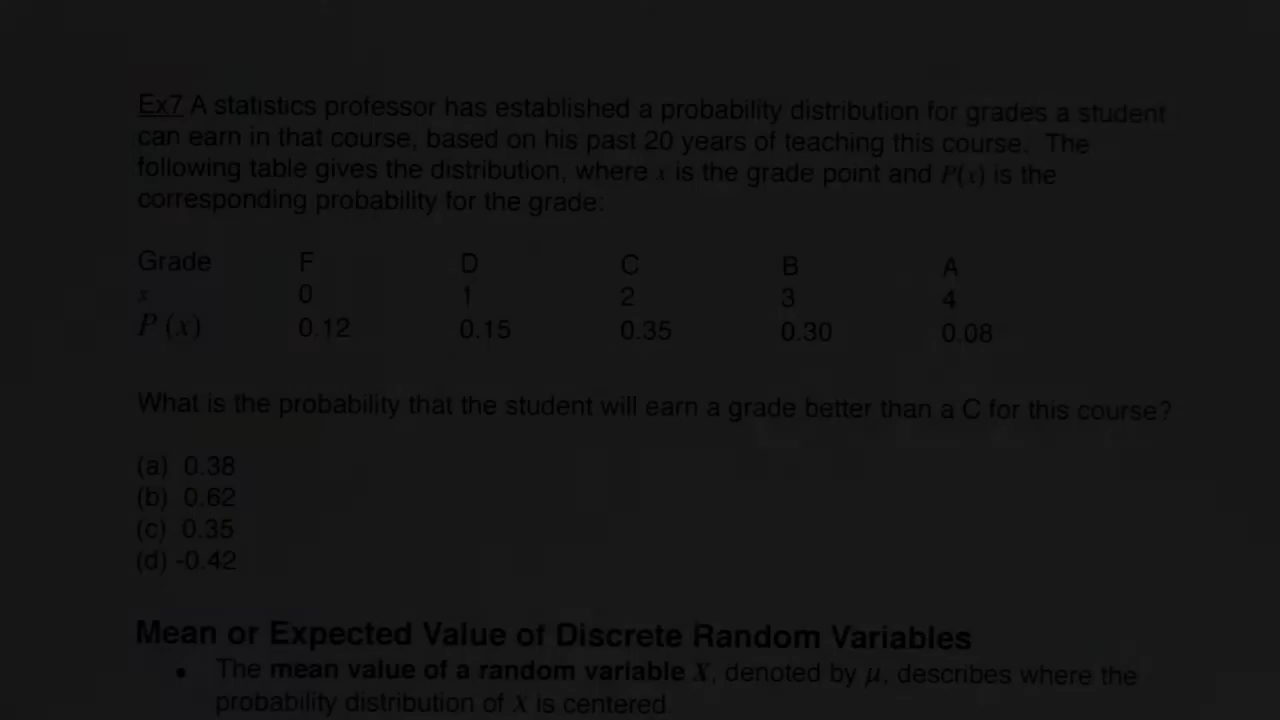 Ex7 A statistics professor has established a probability distribution for grades a student
can earn in that course, based on his past 20 years of teaching this course. The
following table gives the distribution, where x is the grade point and P(x) is the
corresponding probability for the grade:
Grade F D C B A
x 0 1 2 3 4
P (x) 0.12 0.15 0.35 0.30 0.08
What is the probability that the student will earn a grade better than a C for this course?
(a) 0.38
(b) 0.62
(c) 0.35
(d) -0.42
Mean or Expected Value of Discrete Random Variables
• The mean value of a random variable X, denoted by μ, describes where the
probability distribution of X is centered.